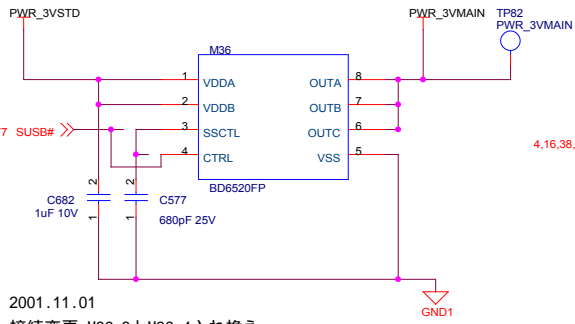 PWR_3VSTD
PWR_3VMAIN
TP82
PWR_3VMAIN
M36
1 VDDA OUTA 8
2 VDDB OUTB 7
3 SSCTL OUTC 6
4 CTRL VSS 5
BD6520FP
SUSB#
4,16,38,
2 C682
1 1uF 10V
2 C577
1 680pF 25V
GND1
2001.11.01